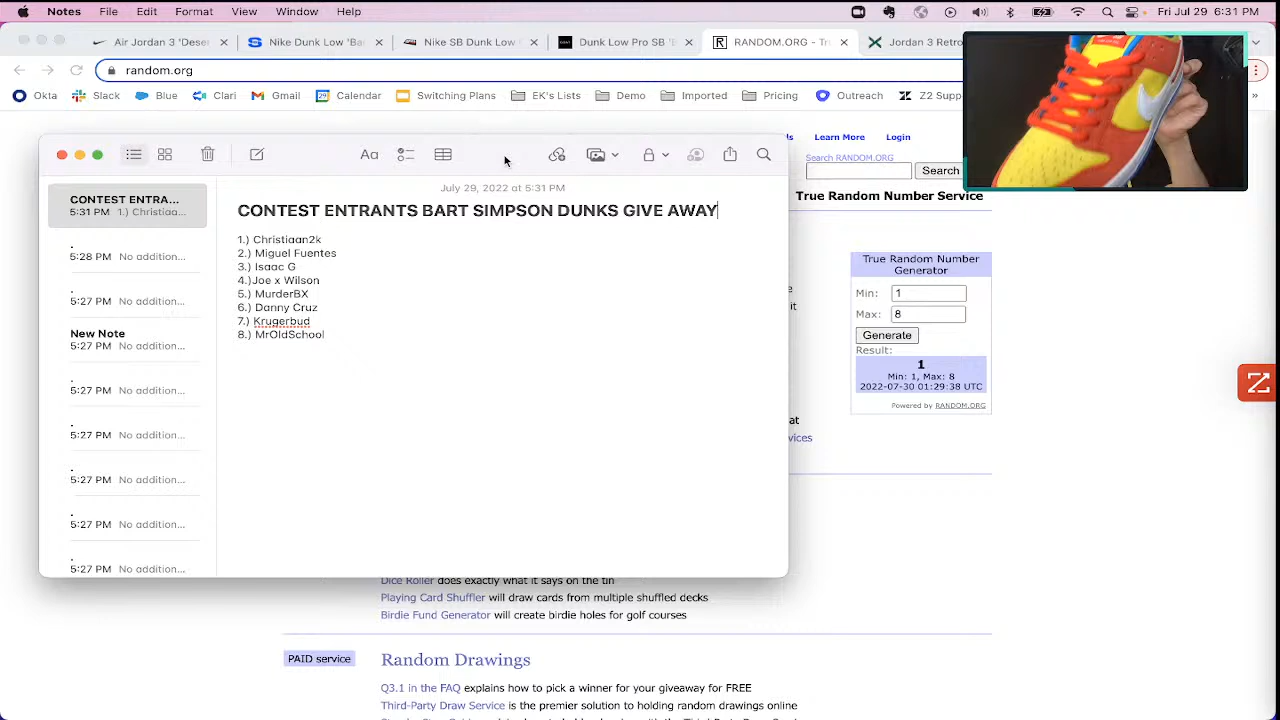 Notes File Edit Format View Window Help Fri Jul 29 6:31 PM
Air Jordan 3 'Deser
Nike Dunk Low 'Ba
Nike SB Dunk Low
Dunk Low Pro SB 'F
RANDOM.ORG - Tr
Jordan 3 Retro
random.org
Okta Slack Blue Clari Gmail Calendar Switching Plans EK's Lists Demo Imported Pricing Outreach Z2 Supp »
Learn More Login
Search RANDOM.ORG
Search
True Random Number Service
CONTEST ENTRA...
5:31 PM 1.) Christiaa...
5:28 PM No addition...
5:27 PM No addition...
New Note
5:27 PM No addition...
5:27 PM No addition...
5:27 PM No addition...
5:27 PM No addition...
5:27 PM No addition...
5:27 PM No addition...
Aa
July 29, 2022 at 5:31 PM
CONTEST ENTRANTS BART SIMPSON DUNKS GIVE AWAY
1.) Christiaan2k
2.) Miguel Fuentes
3.) Isaac G
4.)Joe x Wilson
5.) MurderBX
6.) Danny Cruz
7.) Krugerbud
8.) MrOldSchool
True Random Number
Generator
Min: 1
Max: 8
Generate
Result:
1
Min: 1, Max: 8
2022-07-30 01:29:38 UTC
Powered by RANDOM.ORG
Dice Roller does exactly what it says on the tin
Playing Card Shuffler will draw cards from multiple shuffled decks
Birdie Fund Generator will create birdie holes for golf courses
PAID service
Random Drawings
Q3.1 in the FAQ explains how to pick a winner for your giveaway for FREE
Third-Party Draw Service is the premier solution to holding random drawings online